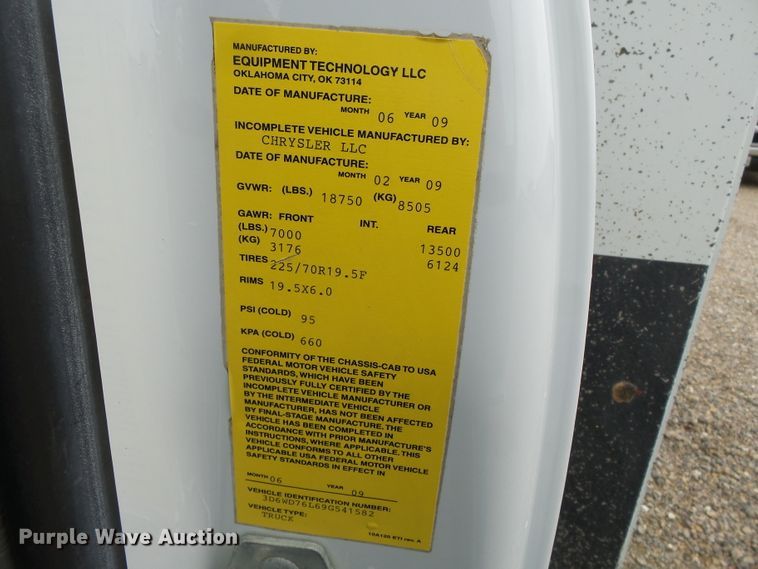 MANUFACTURED BY:
EQUIPMENT TECHNOLOGY LLC
OKLAHOMA CITY, OK 73114
DATE OF MANUFACTURE:
MONTH 06 YEAR 09
INCOMPLETE VEHICLE MANUFACTURED BY:
CHRYSLER LLC
DATE OF MANUFACTURE:
MONTH 02 YEAR 09
GVWR: (LBS.) 18750 (KG) 8505
GAWR: FRONT INT. REAR
(LBS.) 7000 13500
(KG) 3176 6124
TIRES 225/70R19.5F
RIMS 19.5X6.0
PSI (COLD) 95
KPA (COLD) 660
CONFORMITY OF THE CHASSIS-CAB TO USA
FEDERAL MOTOR VEHICLE SAFETY
STANDARDS, WHICH HAVE BEEN
PREVIOUSLY FULLY CERTIFIED BY THE
INCOMPLETE VEHICLE MANUFACTURER OR
BY THE INTERMEDIATE VEHICLE
MANUFACTURER, HAS NOT BEEN AFFECTED
BY FINAL-STAGE MANUFACTURE. THE
VEHICLE HAS BEEN COMPLETED IN
ACCORDANCE WITH PRIOR MANUFACTURE'S
INSTRUCTIONS, WHERE APPLICABLE. THIS
VEHICLE CONFORMS TO ALL OTHER
APPLICABLE USA FEDERAL MOTOR VEHICLE
SAFETY STANDARDS IN EFFECT IN
MONTH 06 YEAR 09
VEHICLE IDENTIFICATION NUMBER:
3D6WD76L69G541582
VEHICLE TYPE:
TRUCK
10A120 ETI rev. A
Purple Wave Auction